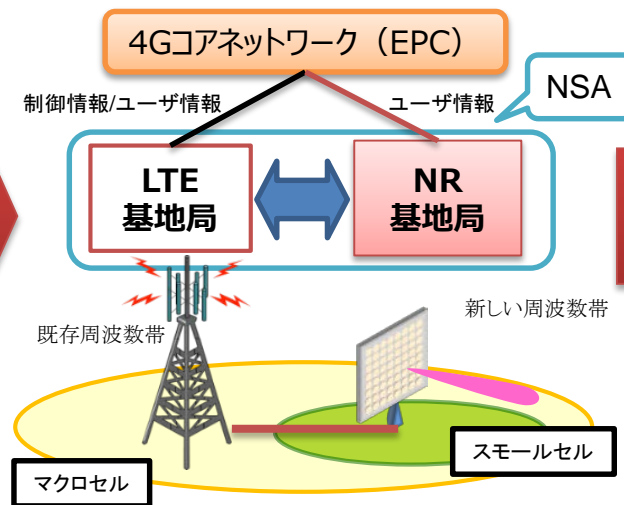 4Gコアネットワーク（EPC）
制御情報/ユーザ情報
ユーザ情報
NSA
LTE
基地局
NR
基地局
既存周波数帯
新しい周波数帯
スモールセル
マクロセル